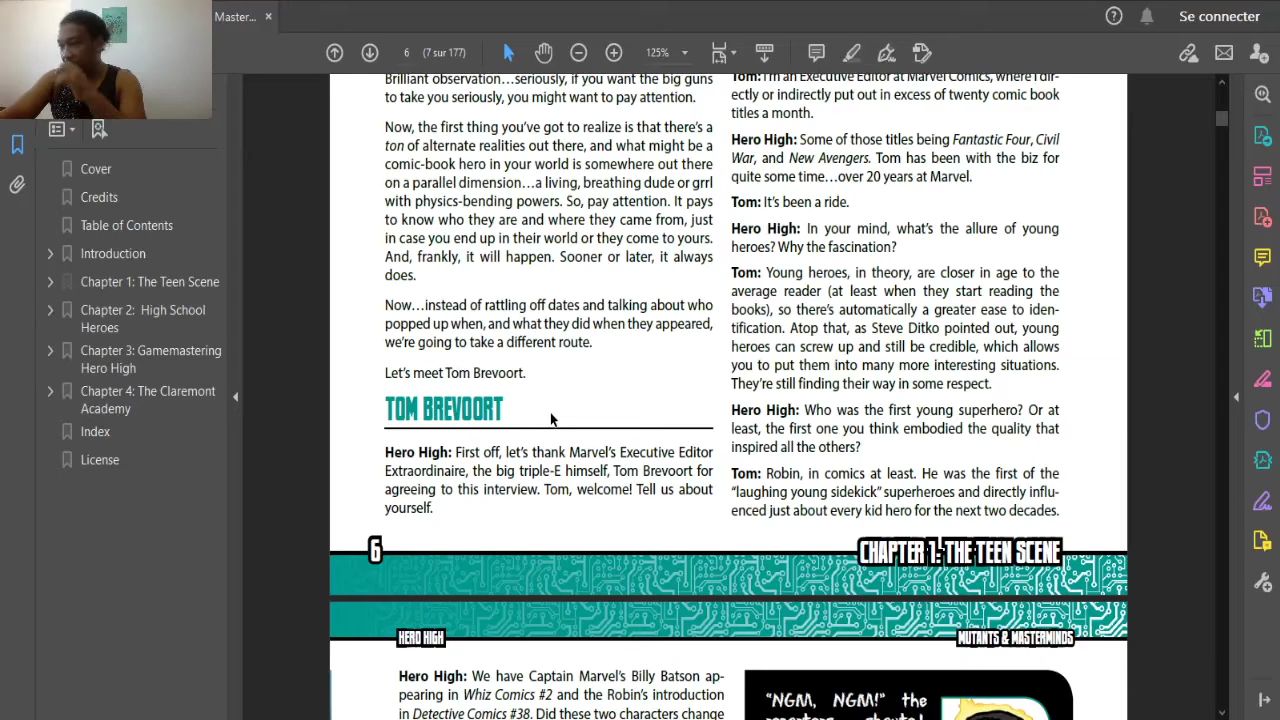 Master...
Se connecter
6 (7 sur 177)
125%
Cover
Credits
Table of Contents
Introduction
Chapter 1: The Teen Scene
Chapter 2: High School
Heroes
Chapter 3: Gamemastering
Hero High
Chapter 4. The Claremont
Academy
Index
License
Brilliant observation…seriously, if you want the big guns
to take you seriously, you might want to pay attention.
Now, the first thing you've got to realize is that there's a
ton of alternate realities out there, and what might be a
comic-book hero in your world is somewhere out there
on a parallel dimension…a living, breathing dude or grrl
with physics-bending powers. So, pay attention. It pays
to know who they are and where they came from, just
in case you end up in their world or they come to yours.
And, frankly, it will happen. Sooner or later, it always
does.
Now…instead of rattling off dates and talking about who
popped up when, and what they did when they appeared,
we're going to take a different route.
Let's meet Tom Brevoort.
TOM BREVOORT
Hero High: First off, let's thank Marvel's Executive Editor
Extraordinaire, the big triple-E himself, Tom Brevoort for
agreeing to this interview. Tom, welcome! Tell us about
yourself.
Tom: I'm an Executive Editor at Marvel Comics, where I dir-
ectly or indirectly put out in excess of twenty comic book
titles a month.
Hero High: Some of those titles being Fantastic Four, Civil
War, and New Avengers. Tom has been with the biz for
quite some time…over 20 years at Marvel.
Tom: It's been a ride.
Hero High: In your mind, what's the allure of young
heroes? Why the fascination?
Tom: Young heroes, in theory, are closer in age to the
average reader (at least when they start reading the
books), so there's automatically a greater ease to iden-
tification. Atop that, as Steve Ditko pointed out, young
heroes can screw up and still be credible, which allows
you to put them into many more interesting situations.
They're still finding their way in some respect.
Hero High: Who was the first young superhero? Or at
least, the first one you think embodied the quality that
inspired all the others?
Tom: Robin, in comics at least. He was the first of the
"laughing young sidekick" superheroes and directly influ-
enced just about every kid hero for the next two decades.
6
CHAPTER 1: THE TEEN SCENE
HERO HIGH
MUTANTS & MASTERMINDS
Hero High: We have Captain Marvel's Billy Batson ap-
pearing in Whiz Comics #2 and the Robin's introduction
in Detective Comics #38. Did these two characters change
"NGM, NGM!" the